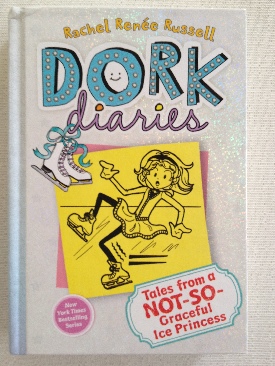 Rachel Renée Russell
DORK
diaries
Tales from a
NOT-SO-
Graceful
Ice Princess
New
York Times
Bestselling
Series